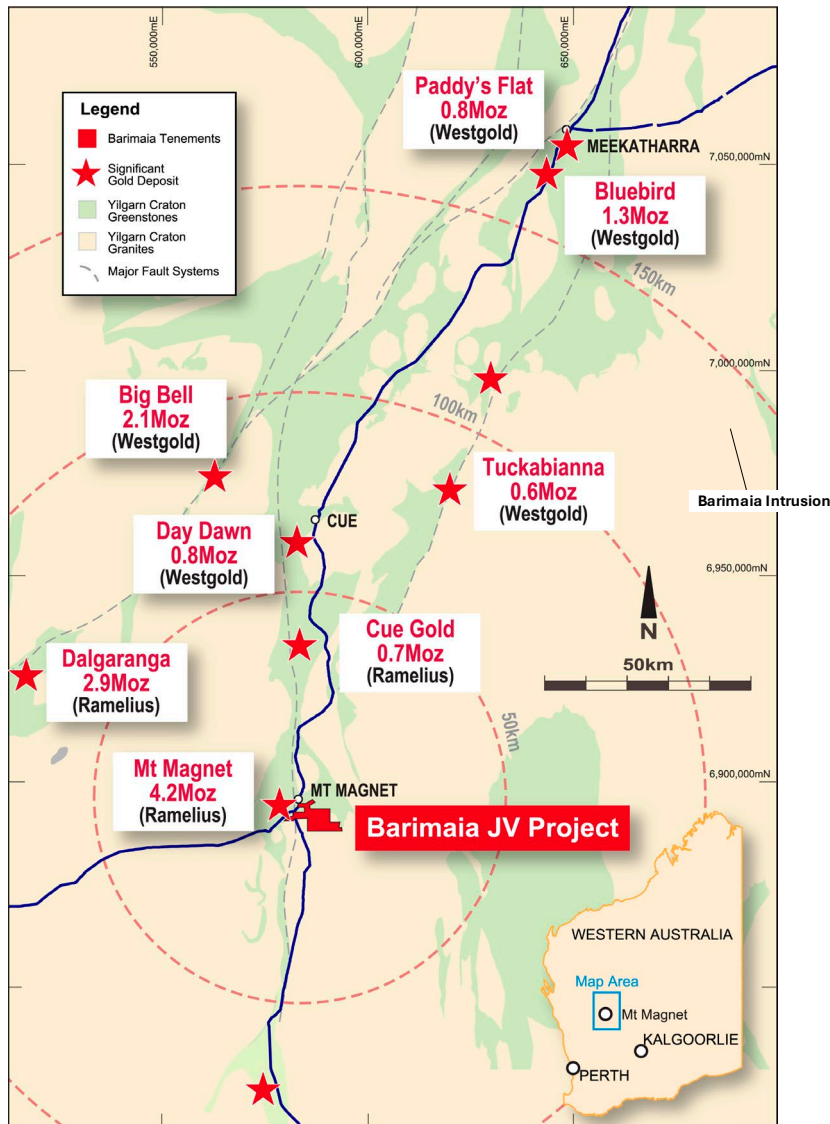 550,000mE
600,000mE
650,000mE
Legend
Barimaia Tenements
Significant
Gold Deposit
Yilgarn Craton
Greenstones
Yilgarn Craton
Granites
Major Fault Systems
Paddy's Flat
0.8Moz
(Westgold)
MEEKATHARRA
7,050,000mN
Bluebird
1.3Moz
(Westgold)
150km
7,000,000mN
Big Bell
2.1Moz
(Westgold)
100km
Tuckabianna
0.6Moz
(Westgold)
Barimaia Intrusion
CUE
Day Dawn
0.8Moz
(Westgold)
6,950,000mN
N
50km
Cue Gold
0.7Moz
(Ramelius)
Dalgaranga
2.9Moz
(Ramelius)
50km
Mt Magnet
4.2Moz
(Ramelius)
MT MAGNET
6,900,000mN
Barimaia JV Project
WESTERN AUSTRALIA
Map Area
Mt Magnet
KALGOORLIE
PERTH